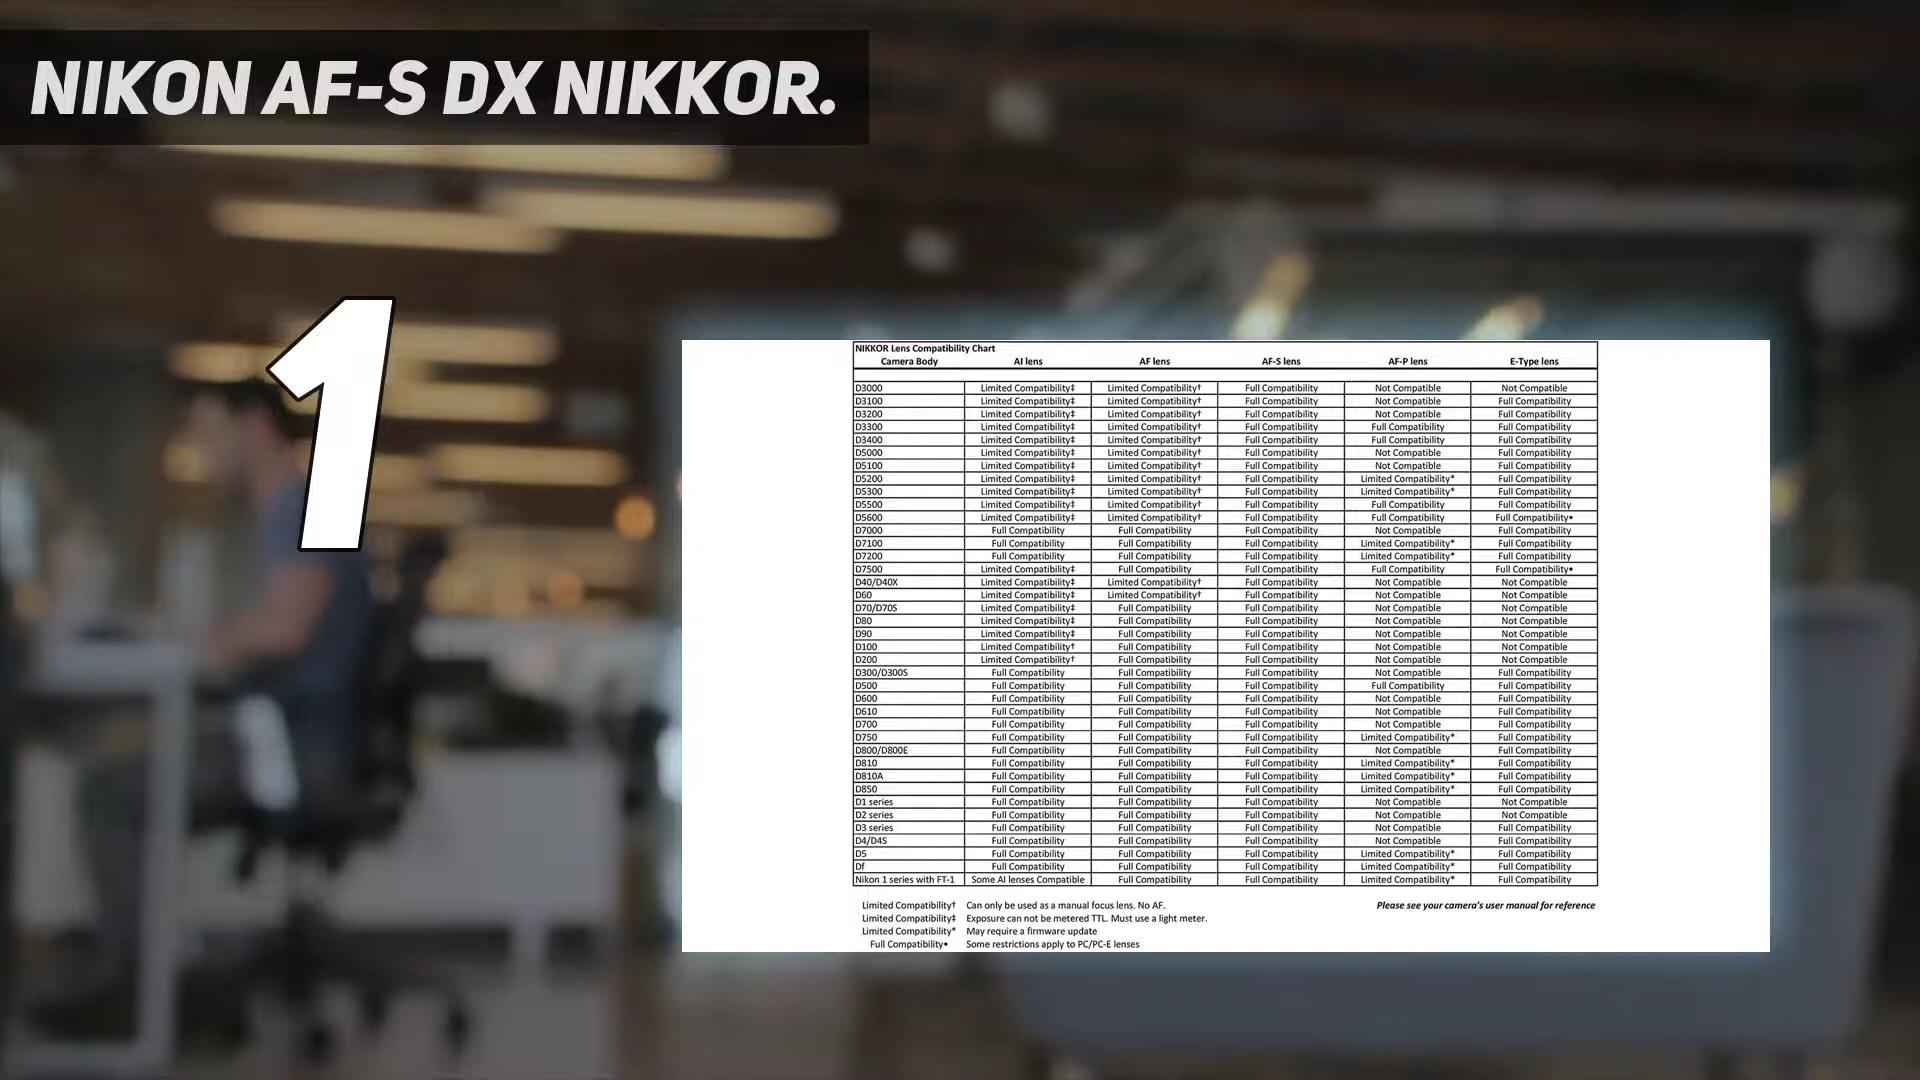 NIKON AF-S DX NIKKOR.
1
NIKKOR Lens Compatibility Chart
Camera Body AI lens AF lens AF-S lens AF-P lens E-Type lens
D3000 Limited Compatibility‡ Limited Compatibility† Full Compatibility Not Compatible Not Compatible
D3100 Limited Compatibility‡ Limited Compatibility† Full Compatibility Not Compatible Full Compatibility
D3200 Limited Compatibility‡ Limited Compatibility† Full Compatibility Not Compatible Full Compatibility
D3300 Limited Compatibility‡ Limited Compatibility† Full Compatibility Full Compatibility Full Compatibility
D3400 Limited Compatibility‡ Limited Compatibility† Full Compatibility Full Compatibility Full Compatibility
D5000 Limited Compatibility‡ Limited Compatibility† Full Compatibility Not Compatible Full Compatibility
D5100 Limited Compatibility‡ Limited Compatibility† Full Compatibility Not Compatible Full Compatibility
D5200 Limited Compatibility‡ Limited Compatibility† Full Compatibility Limited Compatibility* Full Compatibility
D5300 Limited Compatibility‡ Limited Compatibility† Full Compatibility Limited Compatibility* Full Compatibility
D5500 Limited Compatibility‡ Limited Compatibility† Full Compatibility Full Compatibility Full Compatibility
D5600 Limited Compatibility‡ Limited Compatibility† Full Compatibility Full Compatibility Full Compatibility•
D7000 Full Compatibility Full Compatibility Full Compatibility Not Compatible Full Compatibility
D7100 Full Compatibility Full Compatibility Full Compatibility Limited Compatibility* Full Compatibility
D7200 Full Compatibility Full Compatibility Full Compatibility Limited Compatibility* Full Compatibility
D7500 Limited Compatibility‡ Full Compatibility Full Compatibility Full Compatibility Full Compatibility•
D40/D40X Limited Compatibility‡ Limited Compatibility† Full Compatibility Not Compatible Not Compatible
D60 Limited Compatibility‡ Limited Compatibility† Full Compatibility Not Compatible Not Compatible
D70/D70S Limited Compatibility‡ Full Compatibility Full Compatibility Not Compatible Not Compatible
D80 Limited Compatibility‡ Full Compatibility Full Compatibility Not Compatible Not Compatible
D90 Limited Compatibility‡ Full Compatibility Full Compatibility Not Compatible Not Compatible
D100 Limited Compatibility† Full Compatibility Full Compatibility Not Compatible Not Compatible
D200 Limited Compatibility† Full Compatibility Full Compatibility Not Compatible Not Compatible
D300/D300S Full Compatibility Full Compatibility Full Compatibility Not Compatible Full Compatibility
D500 Full Compatibility Full Compatibility Full Compatibility Full Compatibility Full Compatibility
D600 Full Compatibility Full Compatibility Full Compatibility Not Compatible Full Compatibility
D610 Full Compatibility Full Compatibility Full Compatibility Not Compatible Full Compatibility
D700 Full Compatibility Full Compatibility Full Compatibility Not Compatible Full Compatibility
D750 Full Compatibility Full Compatibility Full Compatibility Limited Compatibility* Full Compatibility
D800/D800E Full Compatibility Full Compatibility Full Compatibility Not Compatible Full Compatibility
D810 Full Compatibility Full Compatibility Full Compatibility Limited Compatibility* Full Compatibility
D810A Full Compatibility Full Compatibility Full Compatibility Limited Compatibility* Full Compatibility
D850 Full Compatibility Full Compatibility Full Compatibility Limited Compatibility* Full Compatibility
D1 series Full Compatibility Full Compatibility Full Compatibility Not Compatible Not Compatible
D2 series Full Compatibility Full Compatibility Full Compatibility Not Compatible Not Compatible
D3 series Full Compatibility Full Compatibility Full Compatibility Not Compatible Full Compatibility
D4/D4S Full Compatibility Full Compatibility Full Compatibility Not Compatible Full Compatibility
D5 Full Compatibility Full Compatibility Full Compatibility Limited Compatibility* Full Compatibility
Df Full Compatibility Full Compatibility Full Compatibility Limited Compatibility* Full Compatibility
Nikon 1 series with FT-1 Some AI lenses Compatible Full Compatibility Full Compatibility Limited Compatibility* Full Compatibility
Limited Compatibility† Can only be used as a manual focus lens. No AF. Please see your camera's user manual for reference
Limited Compatibility‡ Exposure can not be metered TTL. Must use a light meter.
Limited Compatibility* May require a firmware update
Full Compatibility• Some restrictions apply to PC/PC-E lenses